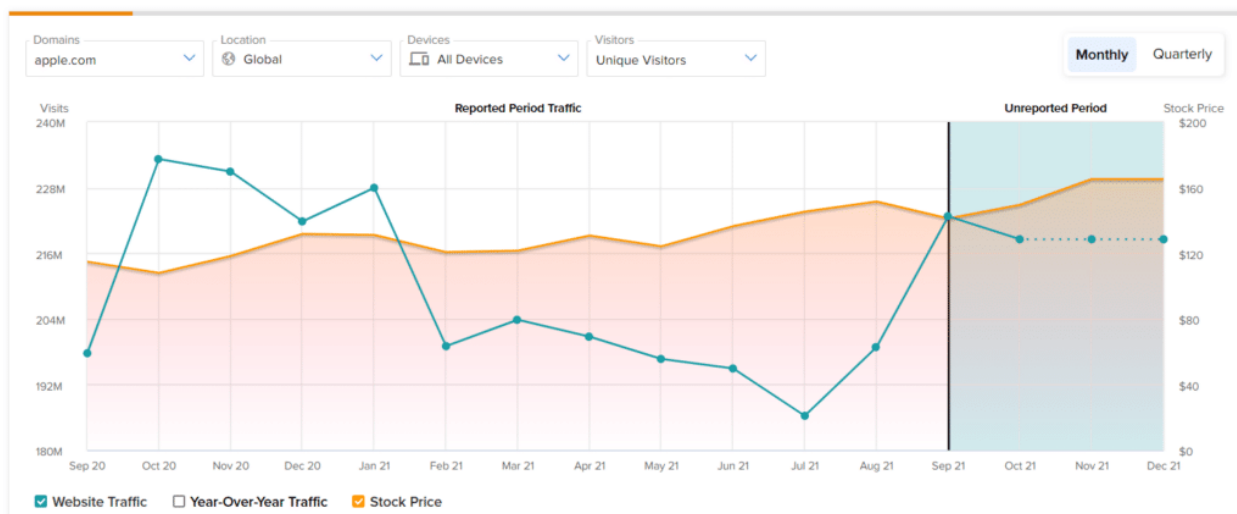 Domains Location Devices Visitors
apple.com Global All Devices Unique Visitors Monthly Quarterly
Visits Reported Period Traffic Unreported Period Stock Price
240M $200
228M $160
216M $120
204M $80
192M $40
180M $0
Sep 20 Oct 20 Nov 20 Dec 20 Jan 21 Feb 21 Mar 21 Apr 21 May 21 Jun 21 Jul 21 Aug 21 Sep 21 Oct 21 Nov 21 Dec 21
Website Traffic Year-Over-Year Traffic Stock Price